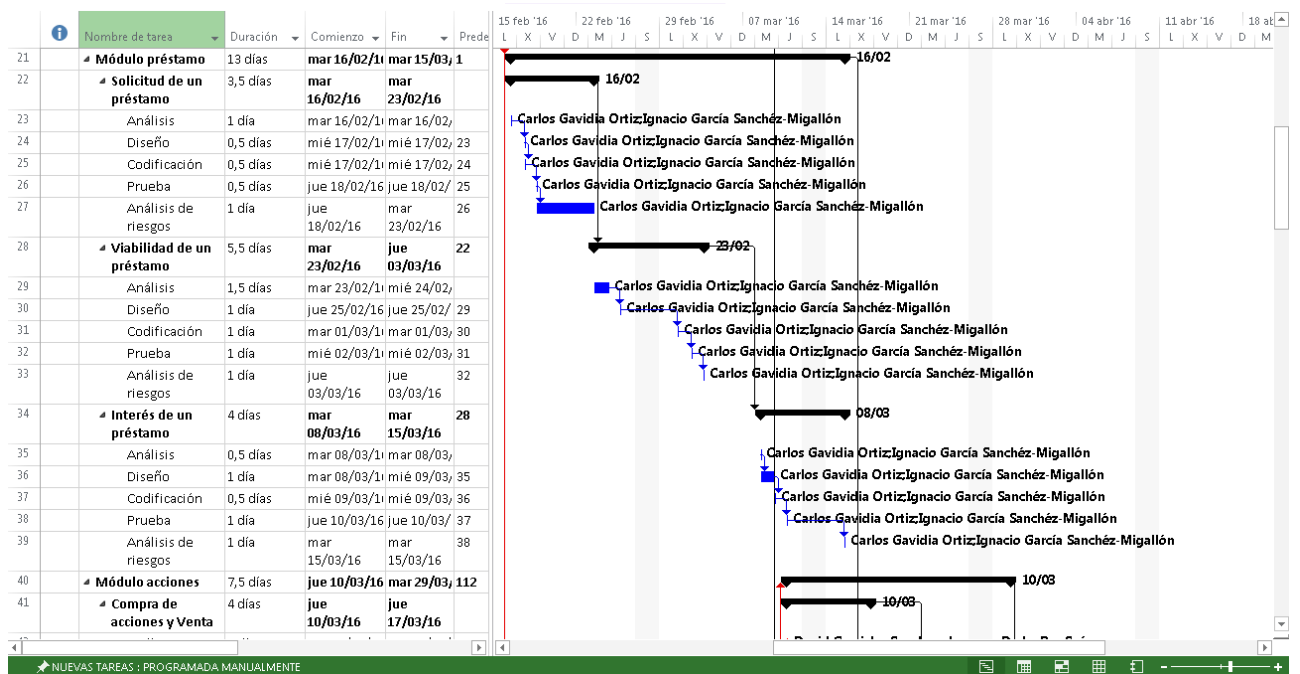 15 feb '16 22 feb '16 29 feb '16 07 mar '16 14 mar '16 21 mar '16 28 mar '16 04 abr '16 11 abr '16 18 ab
Nombre de tarea Duración Comienzo Fin Prede L X V D M J S L X V D M J S L X V D M J S L X V D M J S L X V D M
21 Módulo préstamo 13 días mar 16/02/1 mar 15/03/ 1 16/02
22 Solicitud de un préstamo 3,5 días mar 16/02/16 mar 23/02/16 16/02
23 Análisis 1 día mar 16/02/1 mar 16/02/ Carlos Gavidia Ortiz;Ignacio García Sanchéz-Migallón
24 Diseño 0,5 días mié 17/02/1 mié 17/02/ 23 Carlos Gavidia Ortiz;Ignacio García Sanchéz-Migallón
25 Codificación 0,5 días mié 17/02/1 mié 17/02/ 24 Carlos Gavidia Ortiz;Ignacio García Sanchéz-Migallón
26 Prueba 0,5 días jue 18/02/16 jue 18/02/ 25 Carlos Gavidia Ortiz;Ignacio García Sanchéz-Migallón
27 Análisis de riesgos 1 día jue 18/02/16 mar 23/02/16 26 Carlos Gavidia Ortiz;Ignacio García Sanchéz-Migallón
28 Viabilidad de un préstamo 5,5 días mar 23/02/16 jue 03/03/16 22 23/02
29 Análisis 1,5 días mar 23/02/1 mié 24/02/ Carlos Gavidia Ortiz;Ignacio García Sanchéz-Migallón
30 Diseño 1 día jue 25/02/16 jue 25/02/ 29 Carlos Gavidia Ortiz;Ignacio García Sanchéz-Migallón
31 Codificación 1 día mar 01/03/1 mar 01/03/ 30 Carlos Gavidia Ortiz;Ignacio García Sanchéz-Migallón
32 Prueba 1 día mié 02/03/1 mié 02/03/ 31 Carlos Gavidia Ortiz;Ignacio García Sanchéz-Migallón
33 Análisis de riesgos 1 día jue 03/03/16 jue 03/03/16 32 Carlos Gavidia Ortiz;Ignacio García Sanchéz-Migallón
34 Interés de un préstamo 4 días mar 08/03/16 mar 15/03/16 28 08/03
35 Análisis 0,5 días mar 08/03/1 mar 08/03/ Carlos Gavidia Ortiz;Ignacio García Sanchéz-Migallón
36 Diseño 1 día mar 08/03/1 mié 09/03/ 35 Carlos Gavidia Ortiz;Ignacio García Sanchéz-Migallón
37 Codificación 0,5 días mié 09/03/1 mié 09/03/ 36 Carlos Gavidia Ortiz;Ignacio García Sanchéz-Migallón
38 Prueba 1 día jue 10/03/16 jue 10/03/ 37 Carlos Gavidia Ortiz;Ignacio García Sanchéz-Migallón
39 Análisis de riesgos 1 día mar 15/03/16 mar 15/03/16 38 Carlos Gavidia Ortiz;Ignacio García Sanchéz-Migallón
40 Módulo acciones 7,5 días jue 10/03/16 mar 29/03/ 112 10/03
41 Compra de acciones y Venta 4 días jue 10/03/16 jue 17/03/16 10/03
NUEVAS TAREAS : PROGRAMADA MANUALMENTE